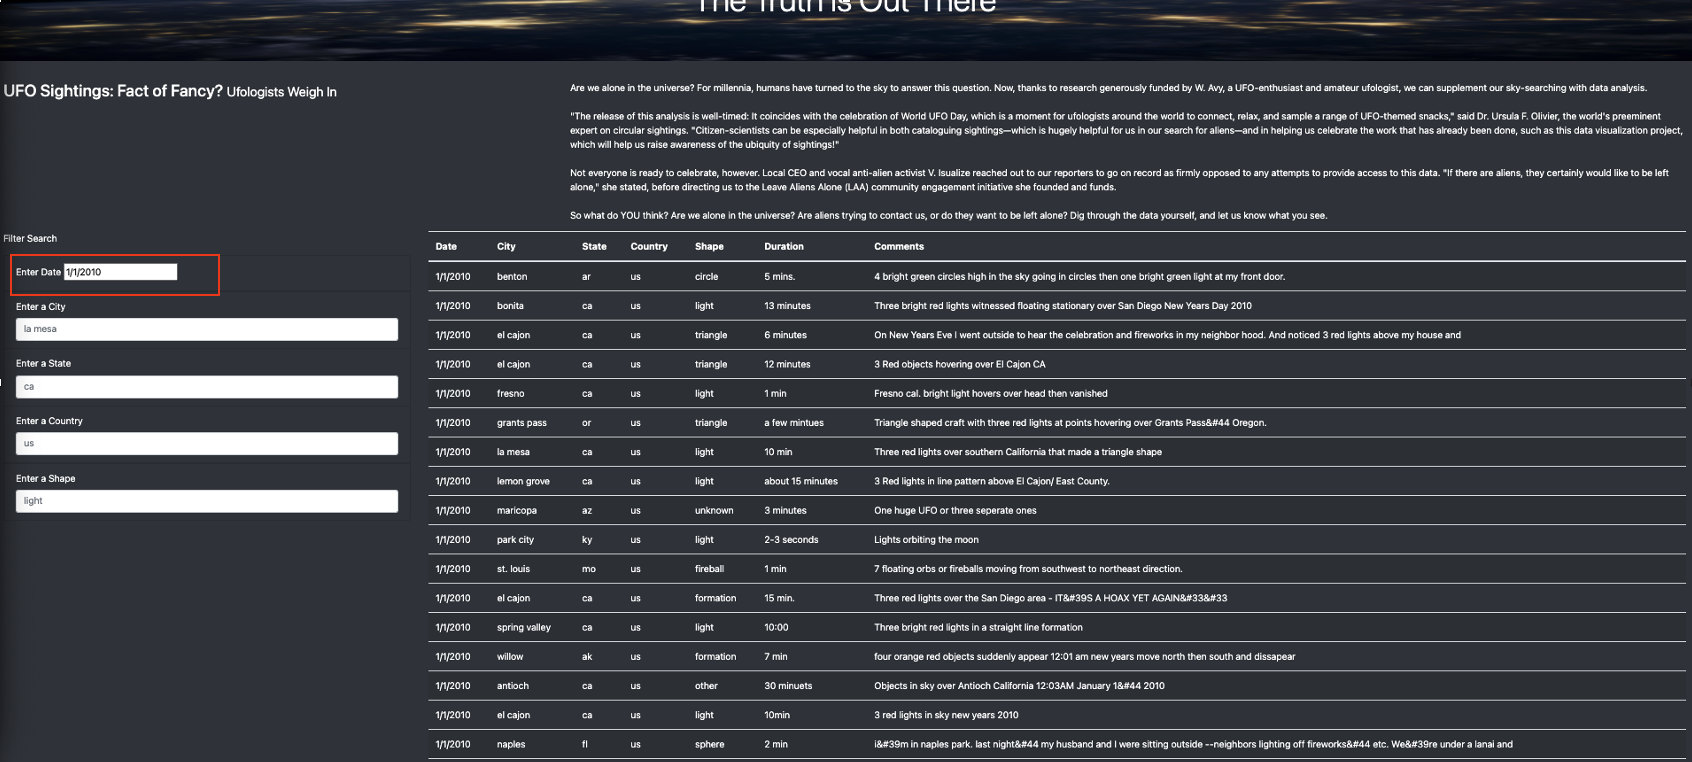 The Truth Is Out There
UFO Sightings: Fact of Fancy? Ufologists Weigh In
Are we alone in the universe? For millennia, humans have turned to the sky to answer this question. Now, thanks to research generously funded by W. Avy, a UFO-enthusiast and amateur ufologist, we can supplement our sky-searching with data analysis.
"The release of this analysis is well-timed: It coincides with the celebration of World UFO Day, which is a moment for ufologists around the world to connect, relax, and sample a range of UFO-themed snacks," said Dr. Ursula F. Olivier, the world's preeminent
expert on circular sightings. "Citizen-scientists can be especially helpful in both cataloguing sightings—which is hugely helpful for us in our search for aliens—and in helping us celebrate the work that has already been done, such as this data visualization project,
which will help us raise awareness of the ubiquity of sightings!"
Not everyone is ready to celebrate, however. Local CEO and vocal anti-alien activist V. Isualize reached out to our reporters to go on record as firmly opposed to any attempts to provide access to this data. "If there are aliens, they certainly would like to be left
alone," she stated, before directing us to the Leave Aliens Alone (LAA) community engagement initiative she founded and funds.
So what do YOU think? Are we alone in the universe? Are aliens trying to contact us, or do they want to be left alone? Dig through the data yourself, and let us know what you see.
Filter Search
Enter Date 1/1/2010
Enter a City
la mesa
Enter a State
ca
Enter a Country
us
Enter a Shape
light
Date City State Country Shape Duration Comments
1/1/2010 benton ar us circle 5 mins. 4 bright green circles high in the sky going in circles then one bright green light at my front door.
1/1/2010 bonita ca us light 13 minutes Three bright red lights witnessed floating stationary over San Diego New Years Day 2010
1/1/2010 el cajon ca us triangle 6 minutes On New Years Eve I went outside to hear the celebration and fireworks in my neighbor hood. And noticed 3 red lights above my house and
1/1/2010 el cajon ca us triangle 12 minutes 3 Red objects hovering over El Cajon CA
1/1/2010 fresno ca us light 1 min Fresno cal. bright light hovers over head then vanished
1/1/2010 grants pass or us triangle a few mintues Triangle shaped craft with three red lights at points hovering over Grants Pass&#44 Oregon.
1/1/2010 la mesa ca us light 10 min Three red lights over southern California that made a triangle shape
1/1/2010 lemon grove ca us light about 15 minutes 3 Red lights in line pattern above El Cajon/ East County.
1/1/2010 maricopa az us unknown 3 minutes One huge UFO or three seperate ones
1/1/2010 park city ky us light 2-3 seconds Lights orbiting the moon
1/1/2010 st. louis mo us fireball 1 min 7 floating orbs or fireballs moving from southwest to northeast direction.
1/1/2010 el cajon ca us formation 15 min. Three red lights over the San Diego area - IT&#39S A HOAX YET AGAIN&#33&#33
1/1/2010 spring valley ca us light 10:00 Three bright red lights in a straight line formation
1/1/2010 willow ak us formation 7 min four orange red objects suddenly appear 12:01 am new years move north then south and dissapear
1/1/2010 antioch ca us other 30 minuets Objects in sky over Antioch California 12:03AM January 1&#44 2010
1/1/2010 el cajon ca us light 10min 3 red lights in sky new years 2010
1/1/2010 naples fl us sphere 2 min i&#39m in naples park. last night&#44 my husband and I were sitting outside --neighbors lighting off fireworks&#44 etc. We&#39re under a lanai and